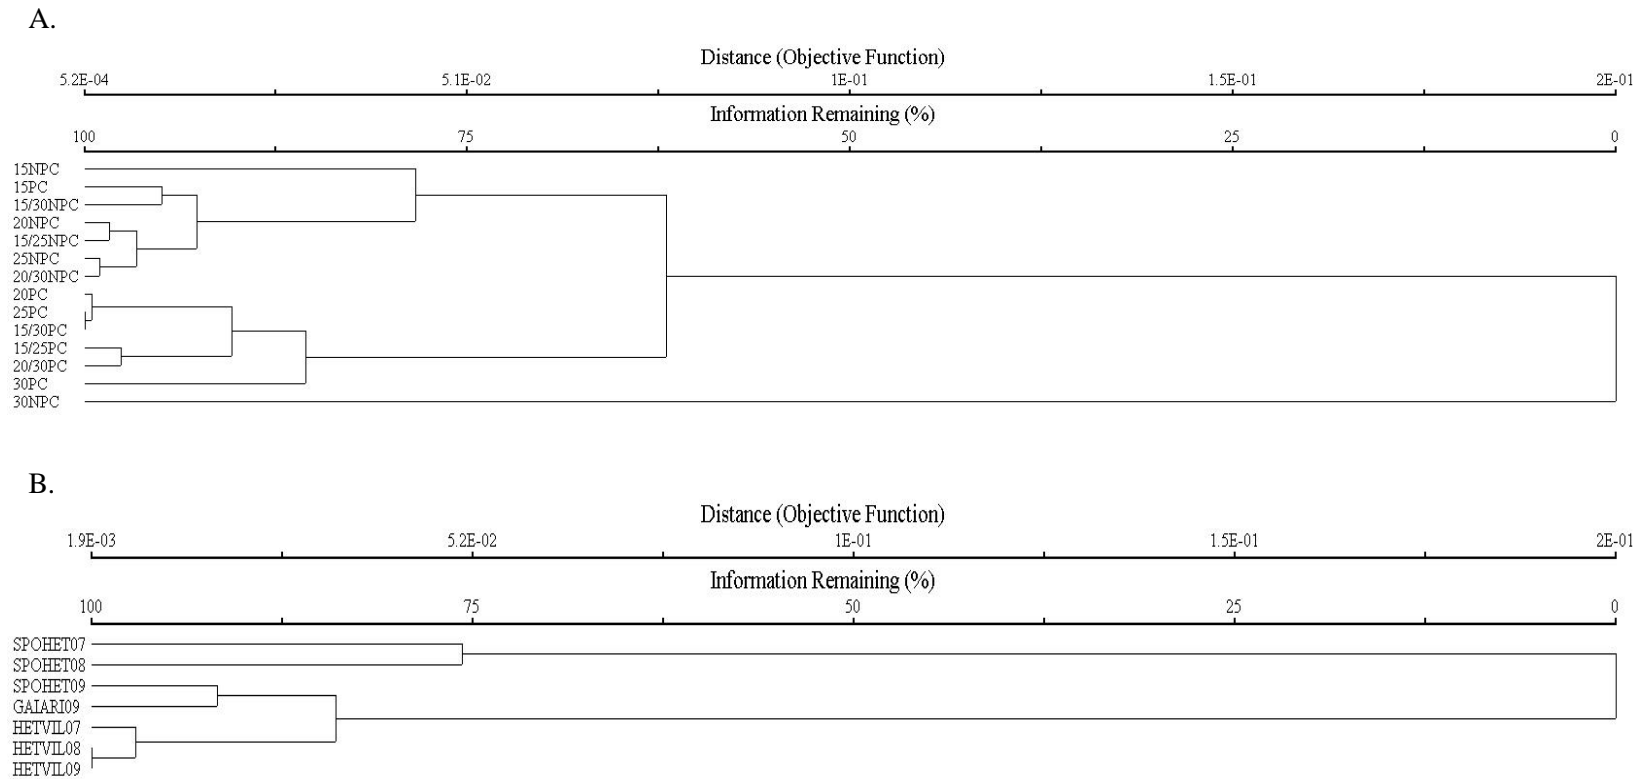 A.
Distance (Objective Function)
5.2E-04 5.1E-02 1E-01 1.5E-01 2E-01
Information Remaining (%)
100 75 50 25 0
15NPC
15PC
15/30NPC
20NPC
15/25NPC
25NPC
20/30NPC
20PC
25PC
15/30PC
15/25PC
20/30PC
30PC
30NPC
B.
Distance (Objective Function)
1.9E-03 5.2E-02 1E-01 1.5E-01 2E-01
Information Remaining (%)
100 75 50 25 0
SPOHET07
SPOHET08
SPOHET09
GAIARI09
HETVIL07
HETVIL08
HETVIL09